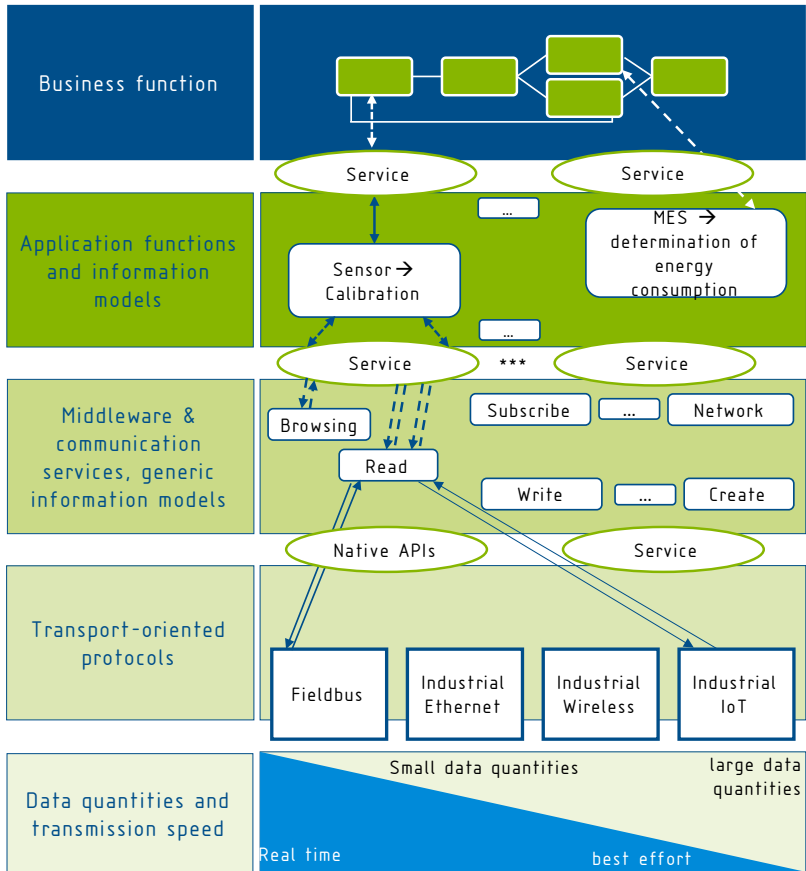 Business function
Service
Service
Application functions
and information
models
...
MES →
determination of
energy
consumption
Sensor→
Calibration
...
Service
***
Service
Middleware &
communication
services, generic
information models
Browsing
Subscribe
...
Network
Read
Write
...
Create
Native APIs
Service
Transport-oriented
protocols
Fieldbus
Industrial
Ethernet
Industrial
Wireless
Industrial
IoT
Data quantities and
transmission speed
Small data quantities
large data
quantities
Real time
best effort